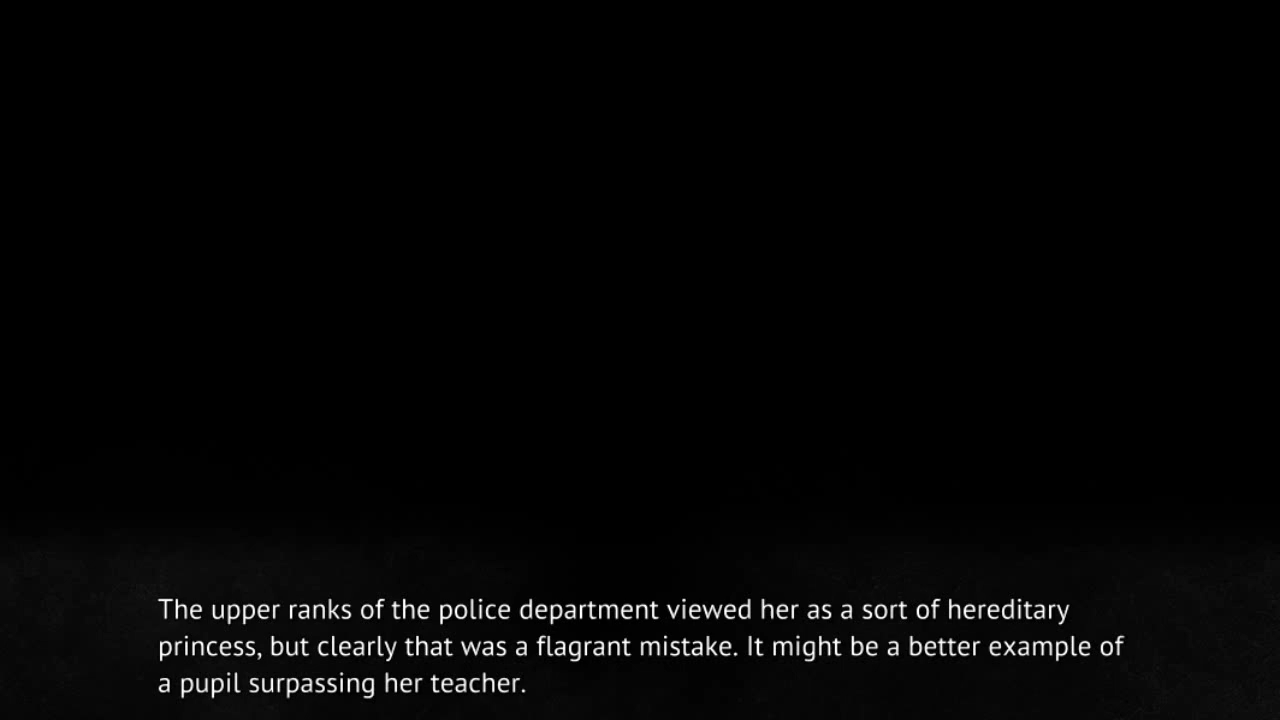 The upper ranks of the police department viewed her as a sort of hereditary
princess, but clearly that was a flagrant mistake. It might be a better example of
a pupil surpassing her teacher.